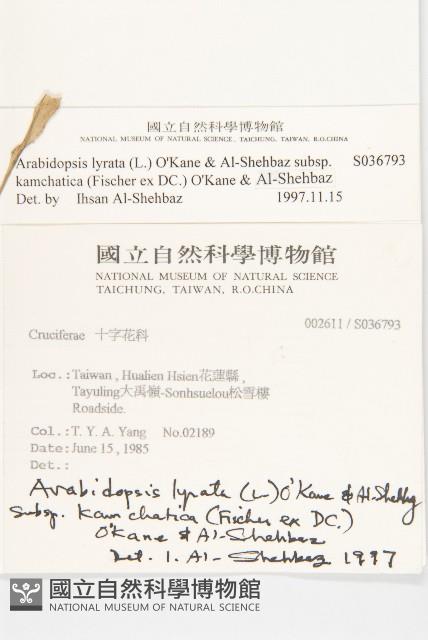 國立自然科學博物館
NATIONAL MUSEUM OF NATURAL SCIENCE, TAICHUNG, TAIWAN, R.O.CHINA
Arabidopsis lyrata (L.) O'Kane & Al-Shehbaz subsp. S036793
kamchatica (Fischer ex DC.) O'Kane & Al-Shehbaz
Det. by Ihsan Al-Shehbaz 1997.11.15
國立自然科學博物館
NATIONAL MUSEUM OF NATURAL SCIENCE
TAICHUNG, TAIWAN, R.O.CHINA
002611 / S036793
Cruciferae 十字花科
Loc.:Taiwan, Hualien Hsien花蓮縣,
Tayuling大禹嶺-Sonhsuelou松雪樓
Roadside.
Col.:T. Y. A. Yang No.02189
Date:June 15, 1985
Det.:
Arabidopsis lyrata (L.) O'Kane & Al-Shehbaz
subsp. kamchatica (Fischer ex DC.)
O'Kane & Al-Shehbaz
Det. I. Al-Shehbaz 1997
國立自然科學博物館
NATIONAL MUSEUM OF NATURAL SCIENCE